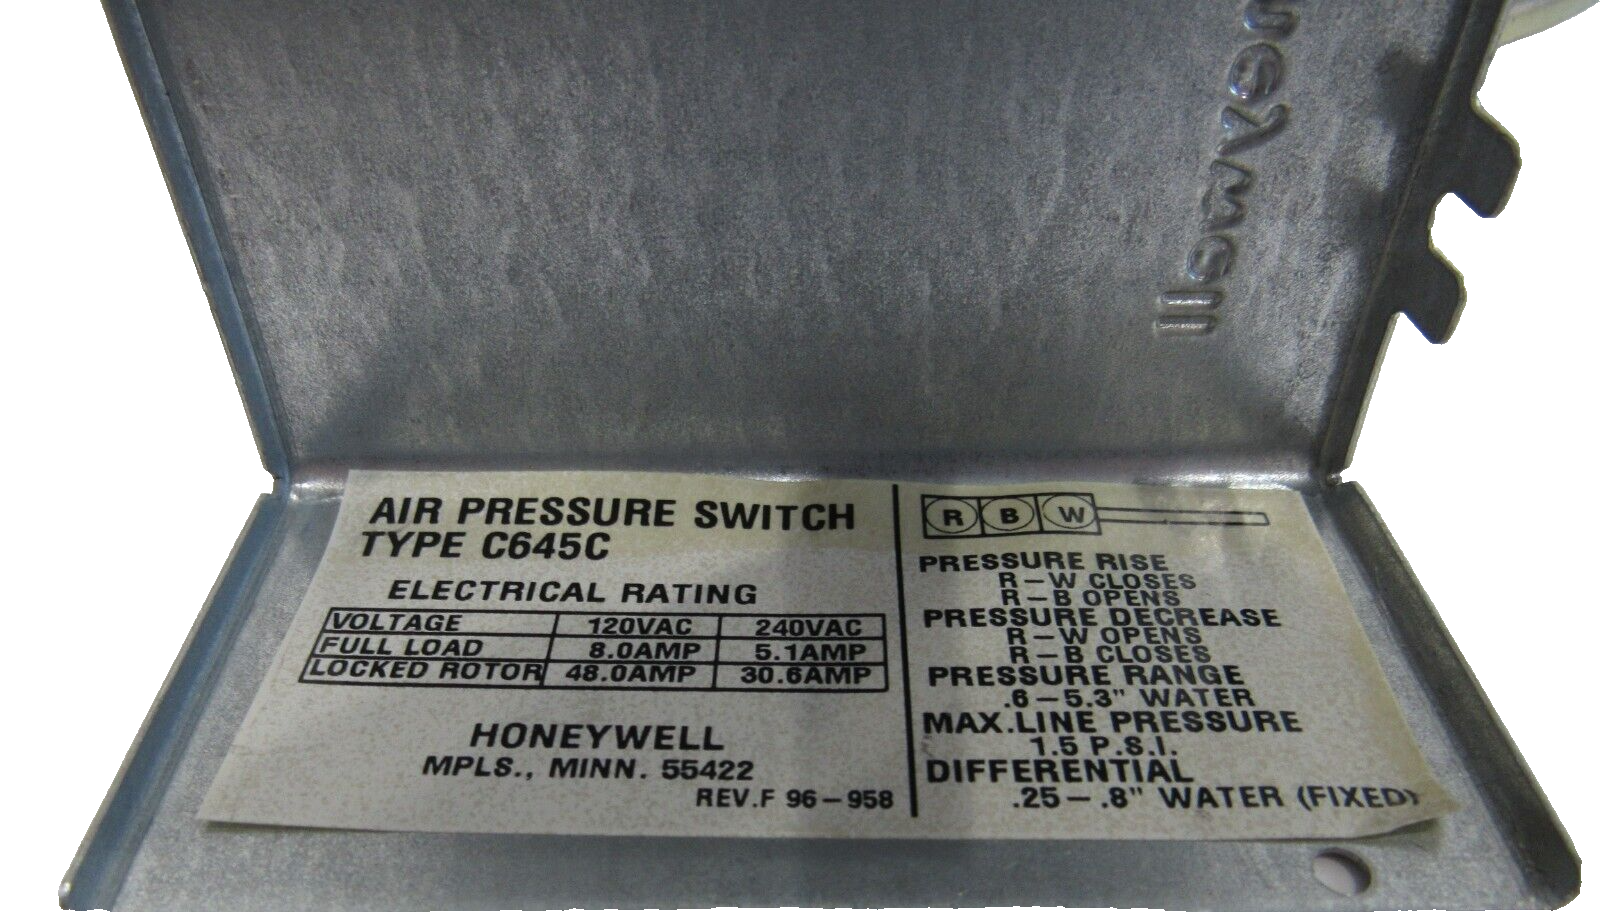 Honeywell
AIR PRESSURE SWITCH
TYPE C645C
ELECTRICAL RATING
VOLTAGE 120VAC 240VAC
FULL LOAD 8.0AMP 5.1AMP
LOCKED ROTOR 48.0AMP 30.6AMP
HONEYWELL
MPLS., MINN. 55422
REV.F 96-958
R B W
PRESSURE RISE
R-W CLOSES
R-B OPENS
PRESSURE DECREASE
R-W OPENS
R-B CLOSES
PRESSURE RANGE
.6-5.3" WATER
MAX.LINE PRESSURE
1.5 P.S.I.
DIFFERENTIAL
.25-.8" WATER (FIXED)